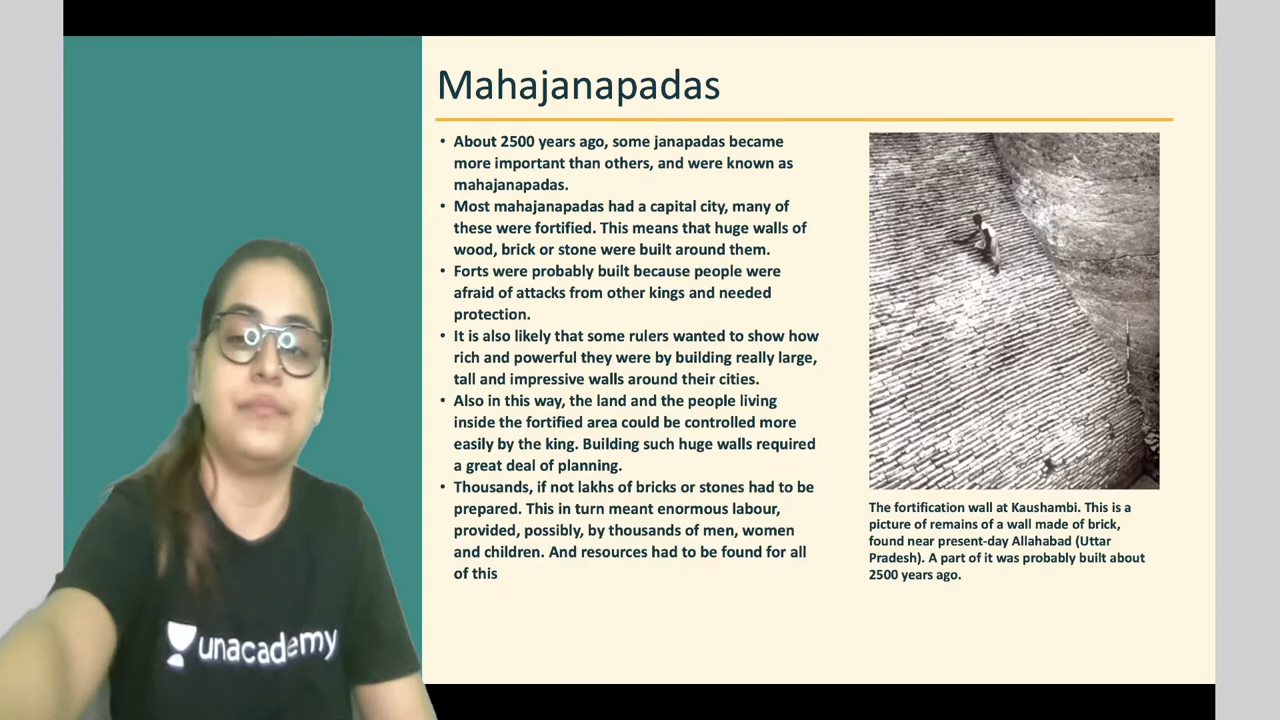 Mahajanapadas
• About 2500 years ago, some janapadas became
more important than others, and were known as
mahajanapadas.
• Most mahajanapadas had a capital city, many of
these were fortified. This means that huge walls of
wood, brick or stone were built around them.
• Forts were probably built because people were
afraid of attacks from other kings and needed
protection.
• It is also likely that some rulers wanted to show how
rich and powerful they were by building really large,
tall and impressive walls around their cities.
• Also in this way, the land and the people living
inside the fortified area could be controlled more
easily by the king. Building such huge walls required
a great deal of planning.
• Thousands, if not lakhs of bricks or stones had to be
prepared. This in turn meant enormous labour,
provided, possibly, by thousands of men, women
and children. And resources had to be found for all
of this
The fortification wall at Kaushambi. This is a
picture of remains of a wall made of brick,
found near present-day Allahabad (Uttar
Pradesh). A part of it was probably built about
2500 years ago.
unacademy